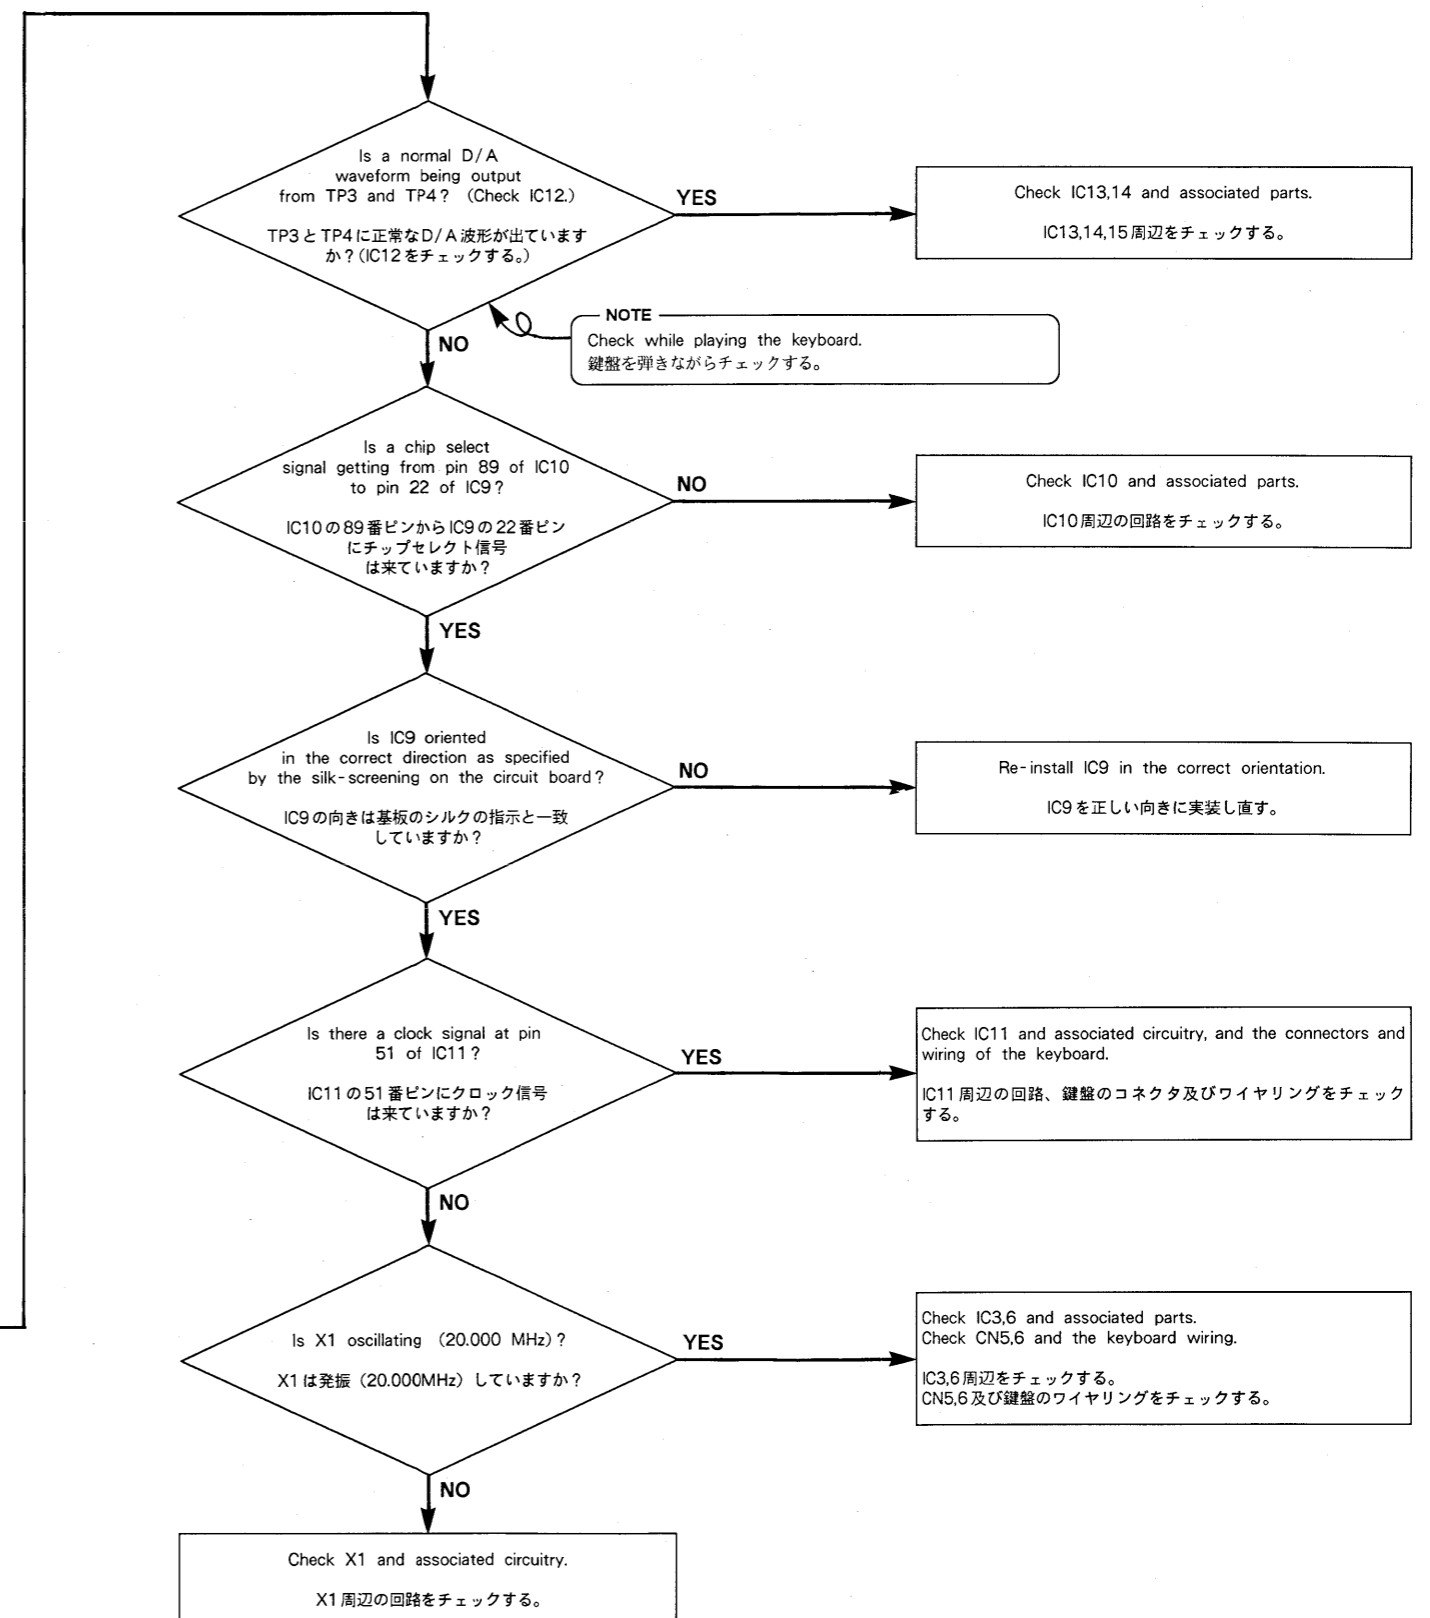 Is a normal D/A
waveform being output
from TP3 and TP4? (Check IC12.)
TP3とTP4に正常なD/A波形が出ています
か?(IC12をチェックする。)
YES
Check IC13,14 and associated parts.
IC13,14,15周辺をチェックする。
NOTE
Check while playing the keyboard.
鍵盤を弾きながらチェックする。
NO
Is a chip select
signal getting from pin 89 of IC10
to pin 22 of IC9?
IC10の89番ピンからIC9の22番ピン
にチップセレクト信号
は来ていますか?
NO
Check IC10 and associated parts.
IC10周辺の回路をチェックする。
YES
Is IC9 oriented
in the correct direction as specified
by the silk-screening on the circuit board?
IC9の向きは基板のシルクの指示と一致
していますか?
NO
Re-install IC9 in the correct orientation.
IC9を正しい向きに実装し直す。
YES
Is there a clock signal at pin
51 of IC11?
IC11の51番ピンにクロック信号
は来ていますか?
YES
Check IC11 and associated circuitry, and the connectors and
wiring of the keyboard.
IC11周辺の回路、鍵盤のコネクタ及びワイヤリングをチェック
する。
NO
Is X1 oscillating (20.000 MHz)?
X1は発振(20.000MHz)していますか?
YES
Check IC3,6 and associated parts.
Check CN5,6 and the keyboard wiring.
IC3,6周辺をチェックする。
CN5,6及び鍵盤のワイヤリングをチェックする。
NO
Check X1 and associated circuitry.
X1周辺の回路をチェックする。